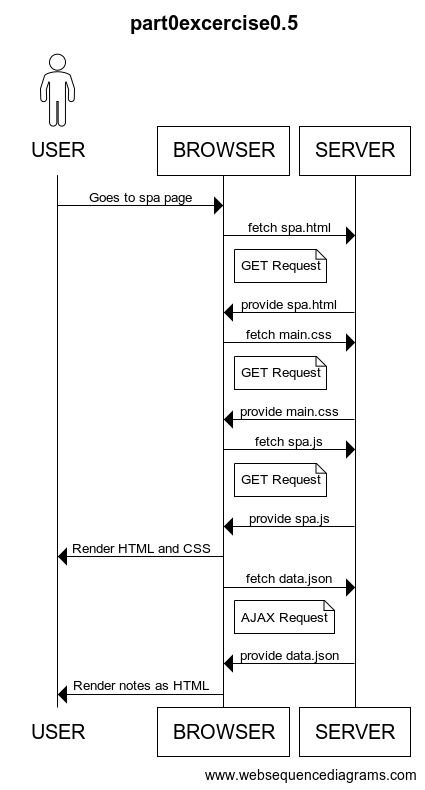 part0excercise0.5
USER
BROWSER
SERVER
Goes to spa page
fetch spa.html
GET Request
provide spa.html
fetch main.css
GET Request
provide main.css
fetch spa.js
GET Request
provide spa.js
Render HTML and CSS
fetch data.json
AJAX Request
provide data.json
Render notes as HTML
USER
BROWSER
SERVER
www.websequencediagrams.com